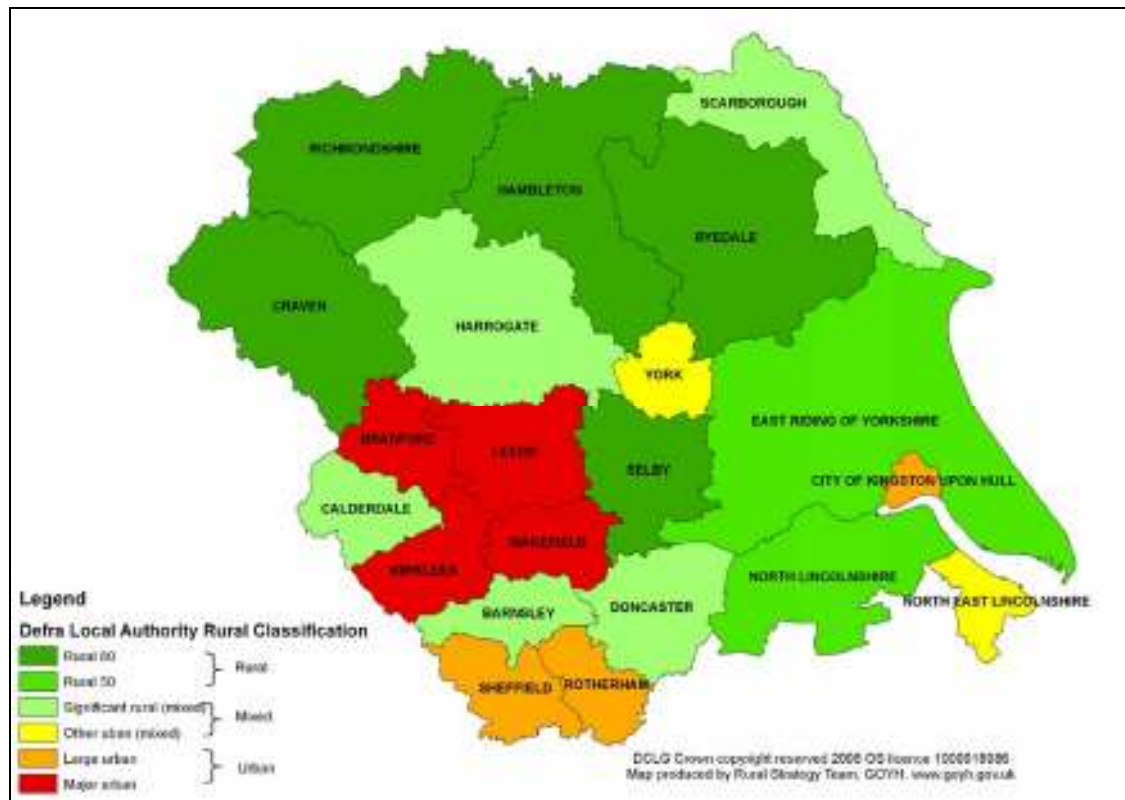 SCARBOROUGH
RICHMONDSHIRE
HAMBLETON
RYEDALE
CRAVEN
HARROGATE
YORK
EAST RIDING OF YORKSHIRE
BRADFORD
LEEDS
SELBY
CITY OF KINGSTON UPON HULL
CALDERDALE
WAKEFIELD
KIRKLEES
NORTH LINCOLNSHIRE
NORTH EAST LINCOLNSHIRE
BARNSLEY
DONCASTER
SHEFFIELD
ROTHERHAM
Legend
Defra Local Authority Rural Classification
Rural 80
Rural 50
Rural
Significant rural (mixed)
Other uban (mixed)
Mixed
Large urban
Major urban
Urban
DCLG Crown copyright reserved 2006 OS licence
Map produced by Rural Strategy Team, GOYH. www.goyh.gov.uk